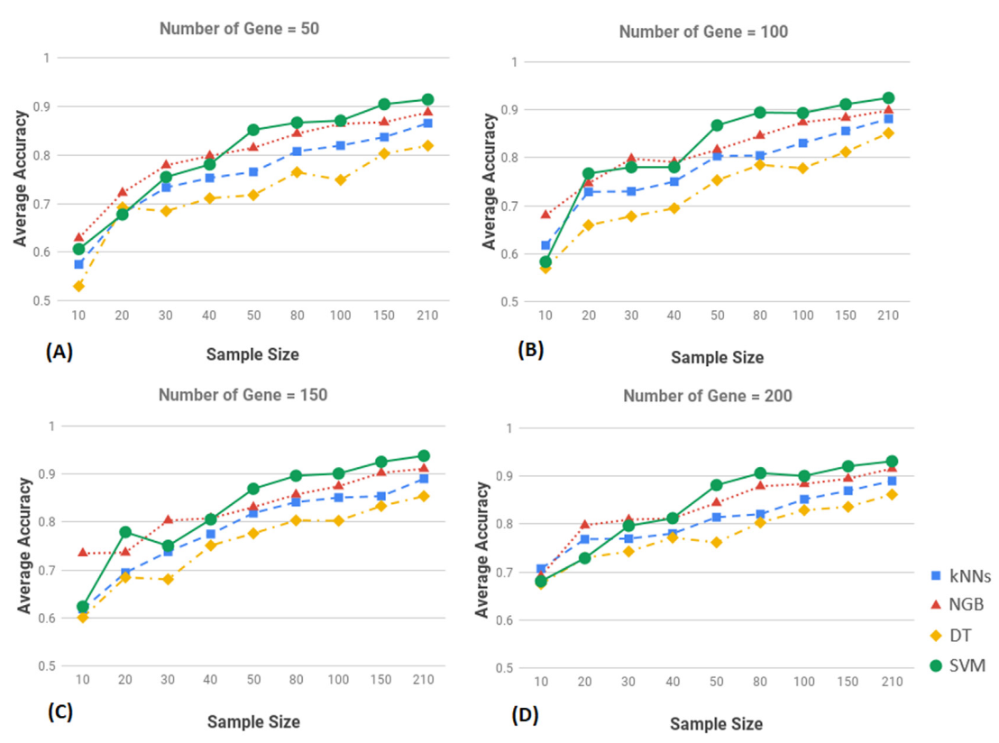 Number of Gene = 50
1
0.9
0.8
0.7
0.6
0.5
Average Accuracy
10 20 30 40 50 80 100 150 210
(A)
Sample Size
Number of Gene = 100
1
0.9
0.8
0.7
0.6
0.5
Average Accuracy
10 20 30 40 50 80 100 150 210
(B)
Sample Size
Number of Gene = 150
1
0.9
0.8
0.7
0.6
0.5
Average Accuracy
10 20 30 40 50 80 100 150 210
(C)
Sample Size
Number of Gene = 200
1
0.9
0.8
0.7
0.6
0.5
Average Accuracy
10 20 30 40 50 80 100 150 210
(D)
Sample Size
kNNs
NGB
DT
SVM